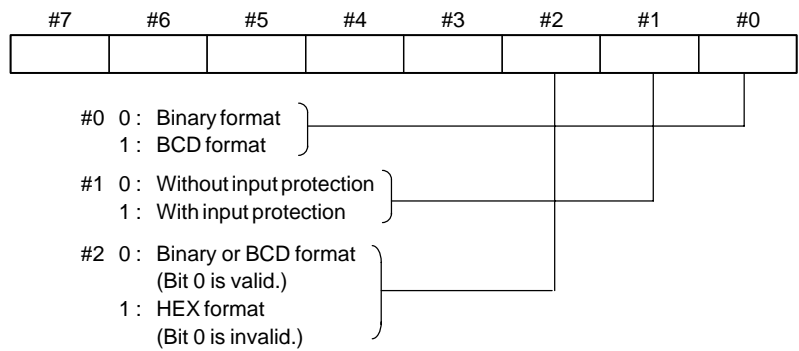 #7 #6 #5 #4 #3 #2 #1 #0
#0 0 : Binary format
1 : BCD format
#1 0 : Without input protection
1 : With input protection
#2 0 : Binary or BCD format
(Bit 0 is valid.)
1 : HEX format
(Bit 0 is invalid.)